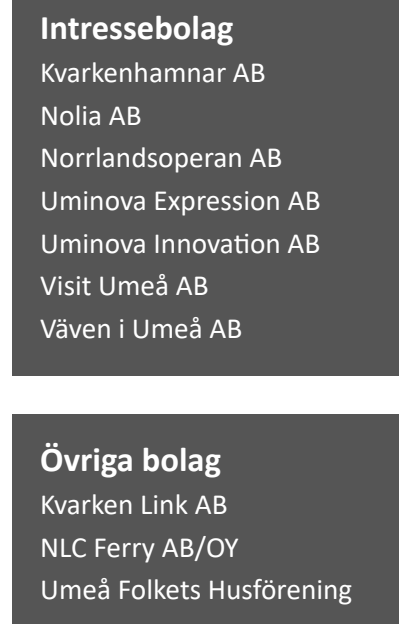 Intressebolag
Kvarkenhamnar AB
Nolia AB
Norrlandsoperan AB
Uminova Expression AB
Uminova Innovation AB
Visit Umeå AB
Väven i Umeå AB
Övriga bolag
Kvarken Link AB
NLC Ferry AB/OY
Umeå Folkets Husförening